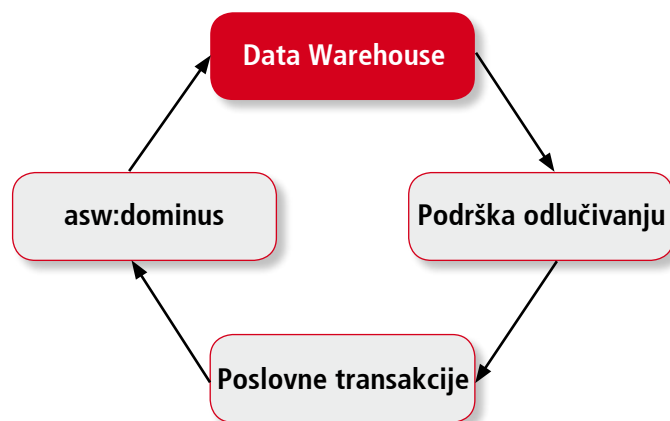 Data Warehouse
asw:dominus
Podrška odlučivanju
Poslovne transakcije